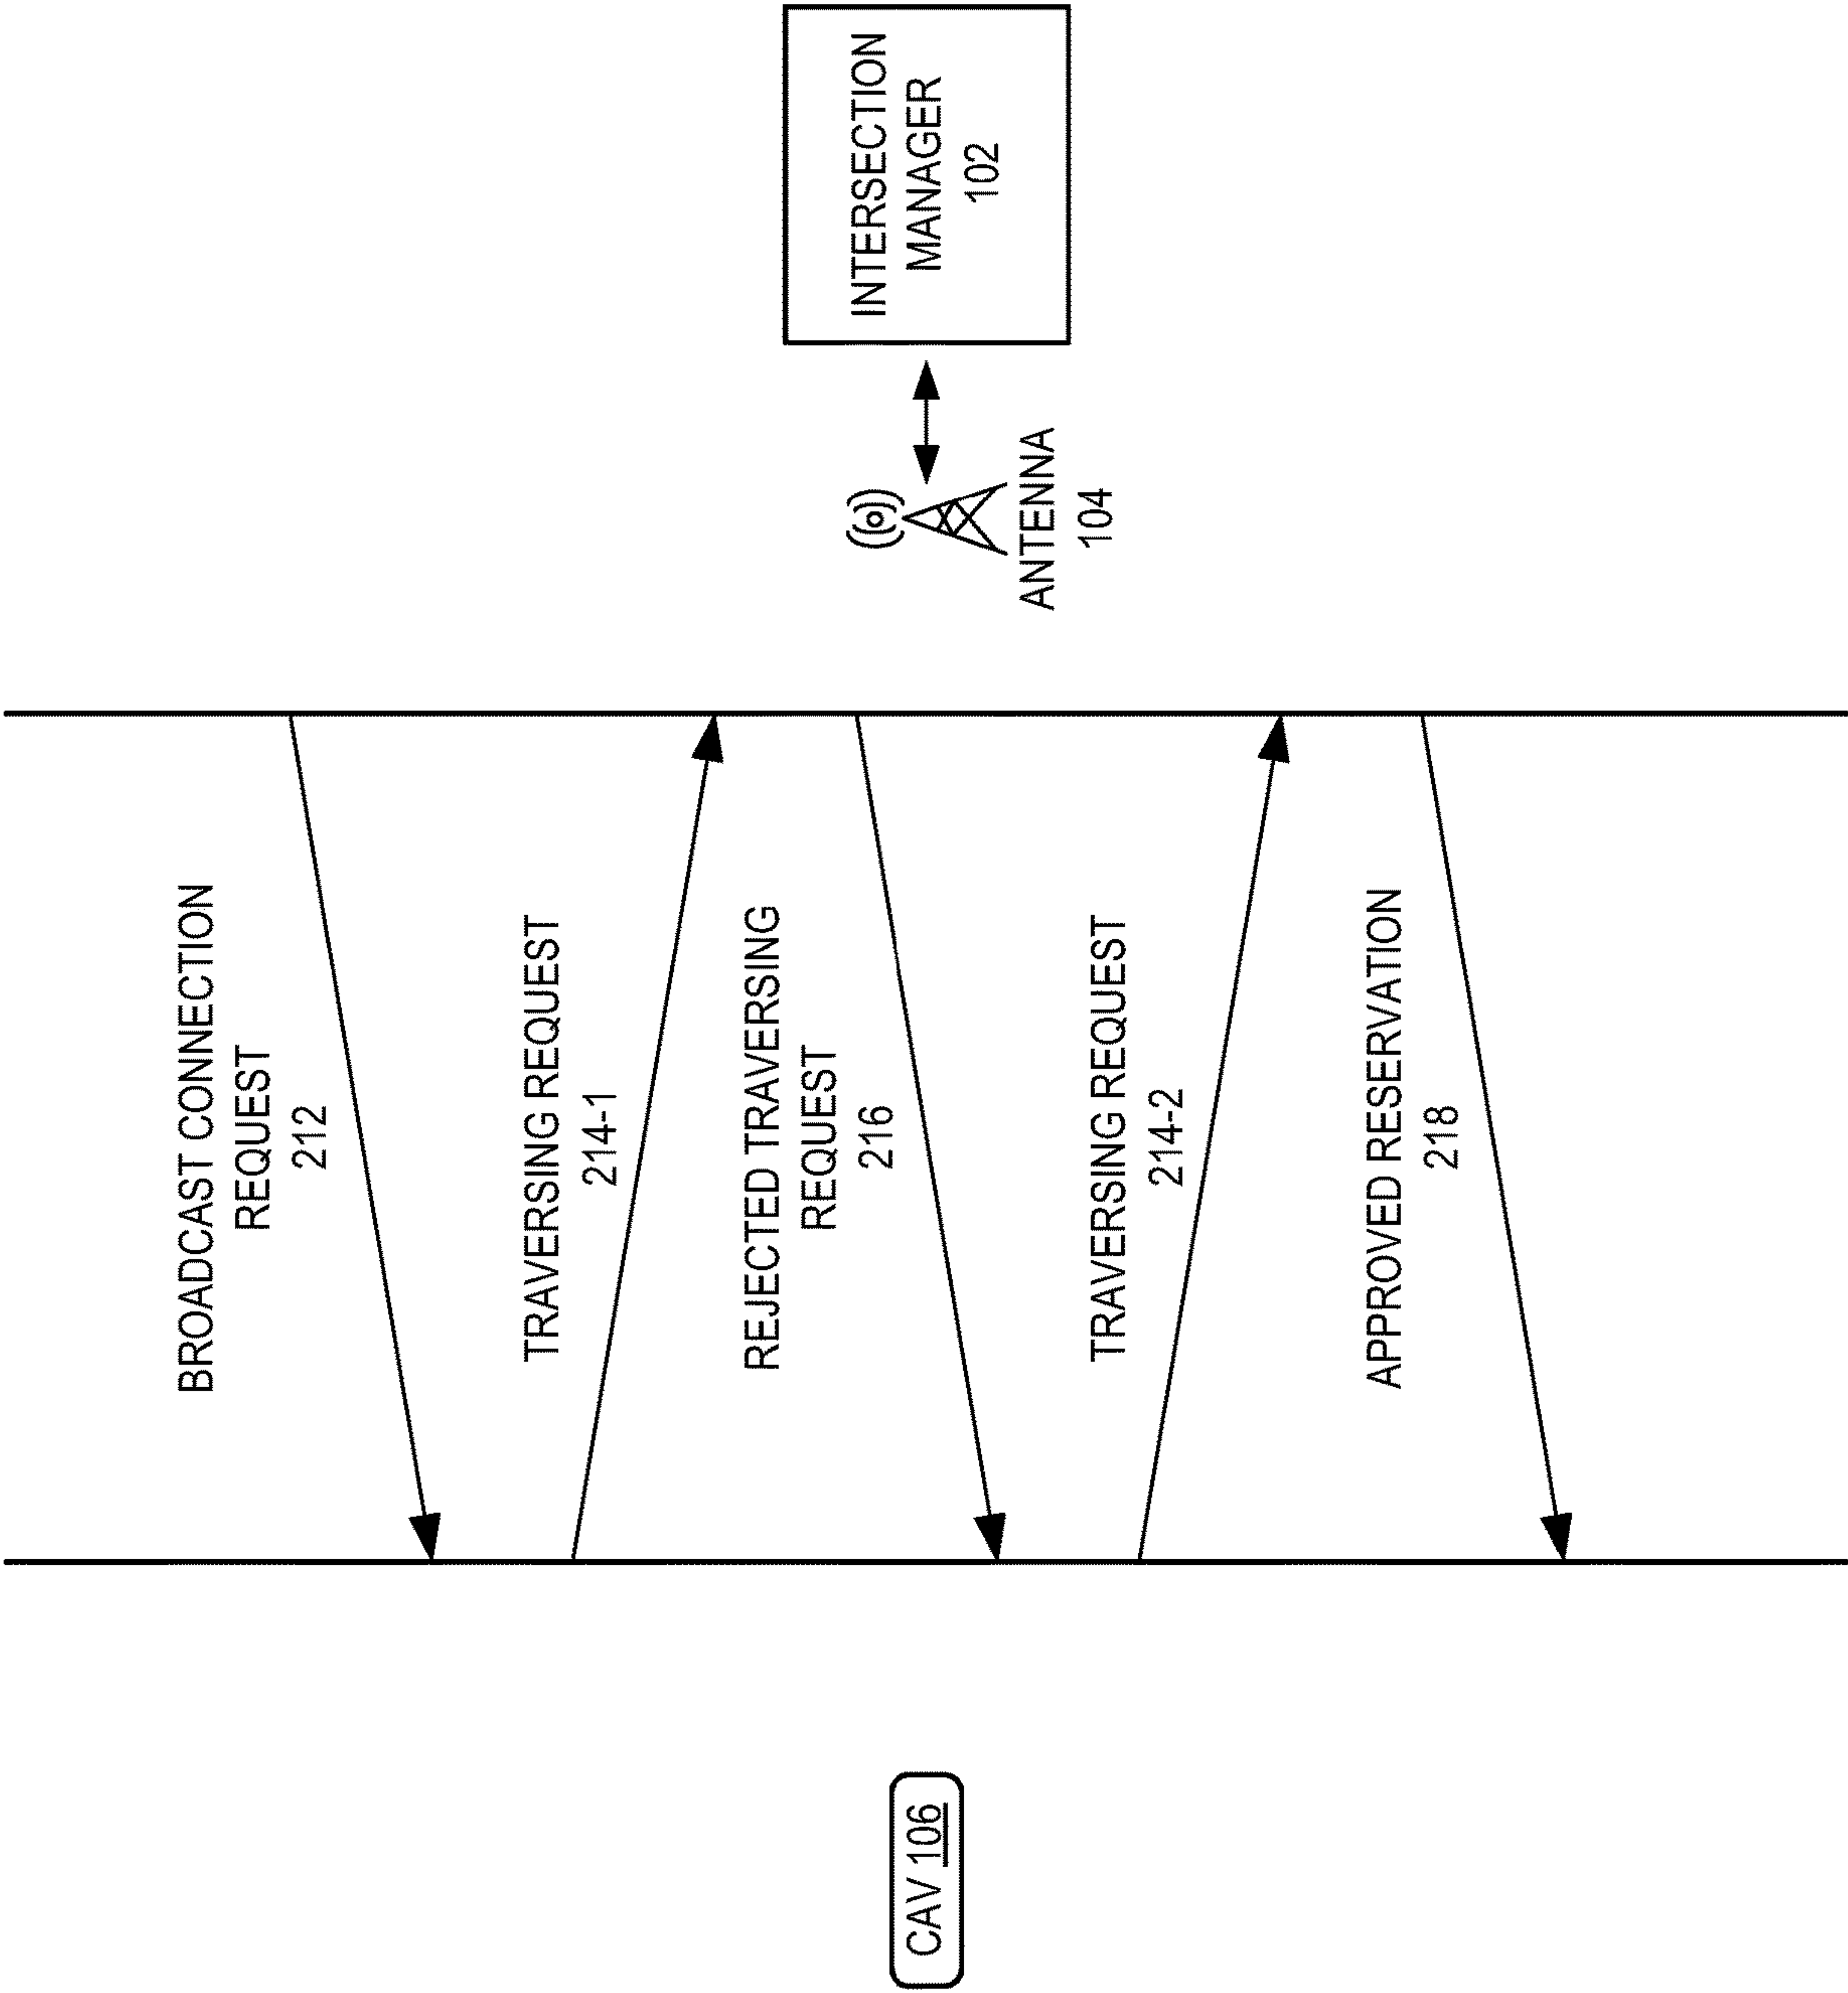 CAV 106
BROADCAST CONNECTION
REQUEST
212
TRAVERSING REQUEST
214-1
REJECTED TRAVERSING
REQUEST
216
TRAVERSING REQUEST
214-2
APPROVED RESERVATION
218
ANTENNA
104
INTERSECTION
MANAGER
102